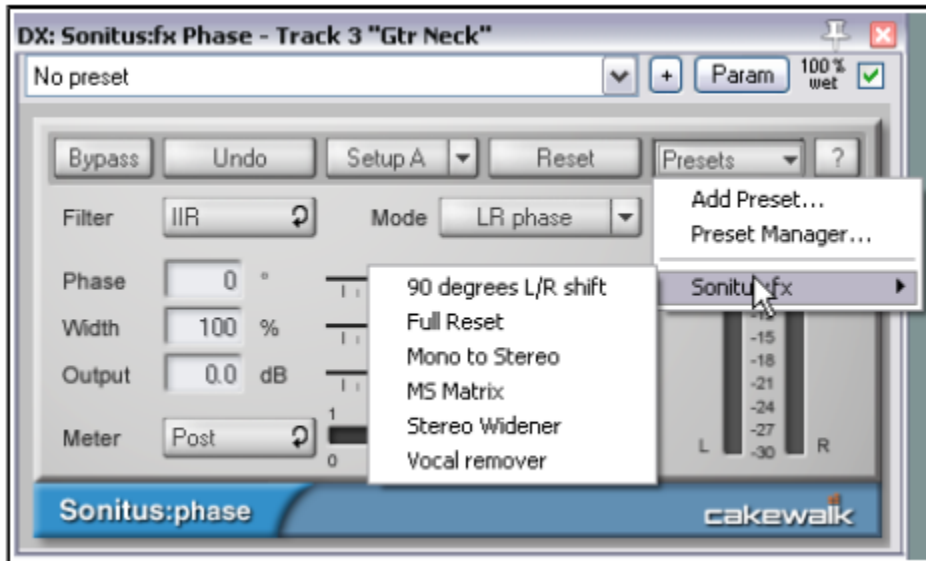 DX: Sonitus:fx Phase - Track 3 "Gtr Neck"
No preset + Param 100% wet
Bypass Undo Setup A Reset Presets ?
Filter IIR Mode LR phase
Add Preset...
Preset Manager...
Sonitus:fx
Phase 0 °
Width 100 %
Output 0.0 dB
Meter Post
1
0
90 degrees L/R shift
Full Reset
Mono to Stereo
MS Matrix
Stereo Widener
Vocal remover
-15
-18
-21
-24
-27
L -30 R
Sonitus:phase cakewalk